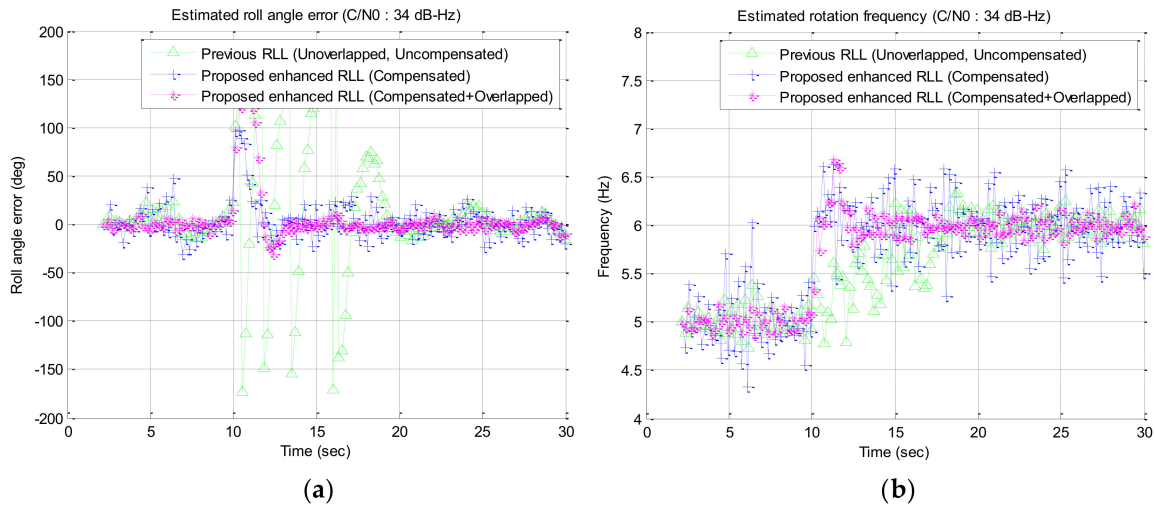 Estimated roll angle error (C/N0 : 34 dB-Hz)
200
150
100
50
0
-50
-100
-150
-200
Roll angle error (deg)
Previous RLL (Unoverlapped, Uncompensated)
Proposed enhanced RLL (Compensated)
Proposed enhanced RLL (Compensated+Overlapped)
0 5 10 15 20 25 30
Time (sec)
(a)
Estimated rotation frequency (C/N0 : 34 dB-Hz)
8
7.5
7
6.5
6
5.5
5
4.5
4
Frequency (Hz)
Previous RLL (Unoverlapped, Uncompensated)
Proposed enhanced RLL (Compensated)
Proposed enhanced RLL (Compensated+Overlapped)
0 5 10 15 20 25 30
Time (sec)
(b)